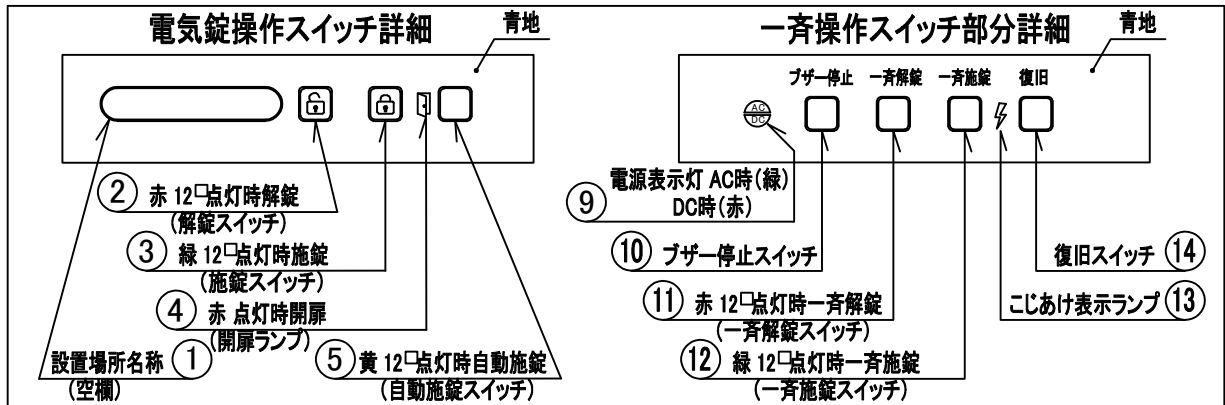 電気錠操作スイッチ詳細
青地
② 赤 12□点灯時解錠
(解錠スイッチ)
③ 緑 12□点灯時施錠
(施錠スイッチ)
④ 赤 点灯時開扉
(開扉ランプ)
設置場所名称 ①
(空欄)
⑤ 黄 12□点灯時自動施錠
(自動施錠スイッチ)
一斉操作スイッチ部分詳細
青地
ブザー停止 一斉解錠 一斉施錠 復旧
AC
DC
⑨ 電源表示灯 AC時(緑)
DC時(赤)
⑩ ブザー停止スイッチ
復旧スイッチ ⑭
⑪ 赤 12□点灯時一斉解錠
(一斉解錠スイッチ)
こじあけ表示ランプ ⑬
⑫ 緑 12□点灯時一斉施錠
(一斉施錠スイッチ)